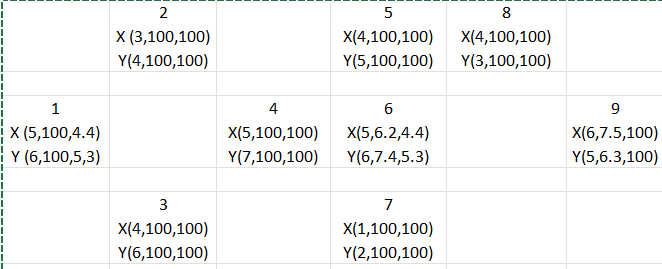 2 5 8
X (3,100,100) X(4,100,100) X(4,100,100)
Y(4,100,100) Y(5,100,100) Y(3,100,100)
1 4 6 9
X (5,100,4.4) X(5,100,100) X(5,6.2,4.4) X(6,7.5,100)
Y (6,100,5,3) Y(7,100,100) Y(6,7.4,5.3) Y(5,6.3,100)
3 7
X(4,100,100) X(1,100,100)
Y(6,100,100) Y(2,100,100)